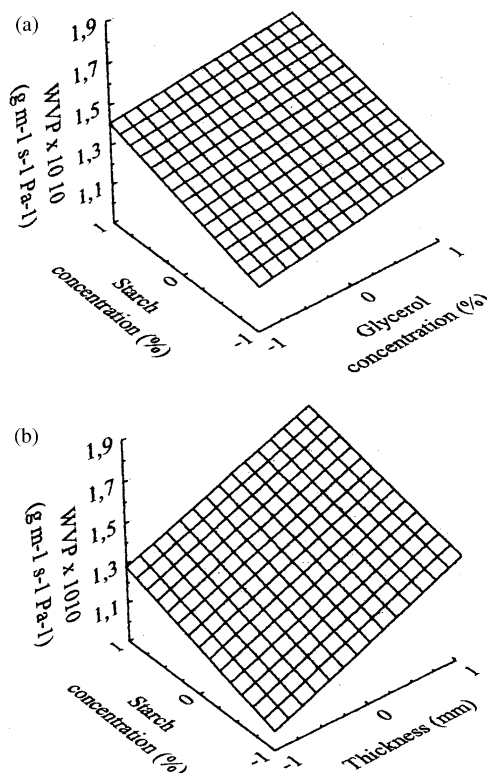 (a)
1,9
1,7
1,5
1,3
1,1
WVP x 10 10
(g m-1 s-1 Pa-1)
1
0
-1
Starch
concentration (%)
-1
0
1
Glycerol
concentration (%)
(b)
1,9
1,7
1,5
1,3
1,1
WVP x 1010
(g m-1 s-1 Pa-1)
1
0
-1
Starch
concentration (%)
-1
0
1
Thickness (mm)